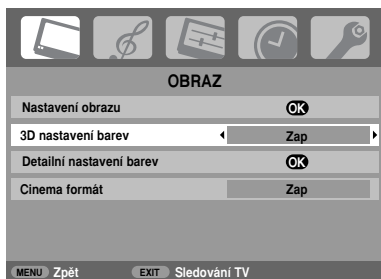 OBRAZ
Nastavení obrazu OK
3D nastavení barev Zap
Detailní nastavení barev OK
Cinema formát Zap
MENU Zpět EXIT Sledování TV